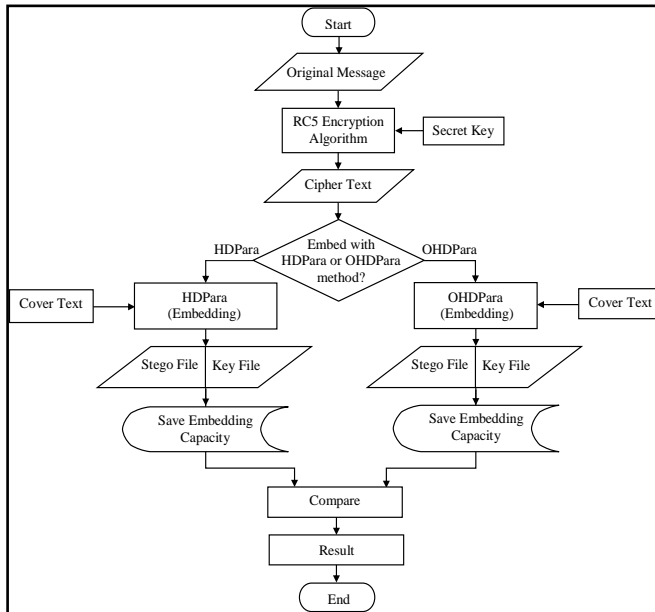 Start
Original Message
RC5 Encryption
Algorithm
Secret Key
Cipher Text
HDPara
Embed with
HDPara or OHDPara
method?
OHDPara
Cover Text
HDPara
(Embedding)
OHDPara
(Embedding)
Cover Text
Stego File
Key File
Stego File
Key File
Save Embedding
Capacity
Save Embedding
Capacity
Compare
Result
End